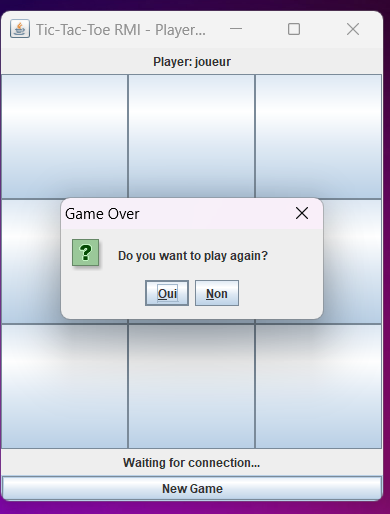 Tic-Tac-Toe RMI - Player...
Player: joueur
Game Over
?
Do you want to play again?
Oui
Non
Waiting for connection...
New Game